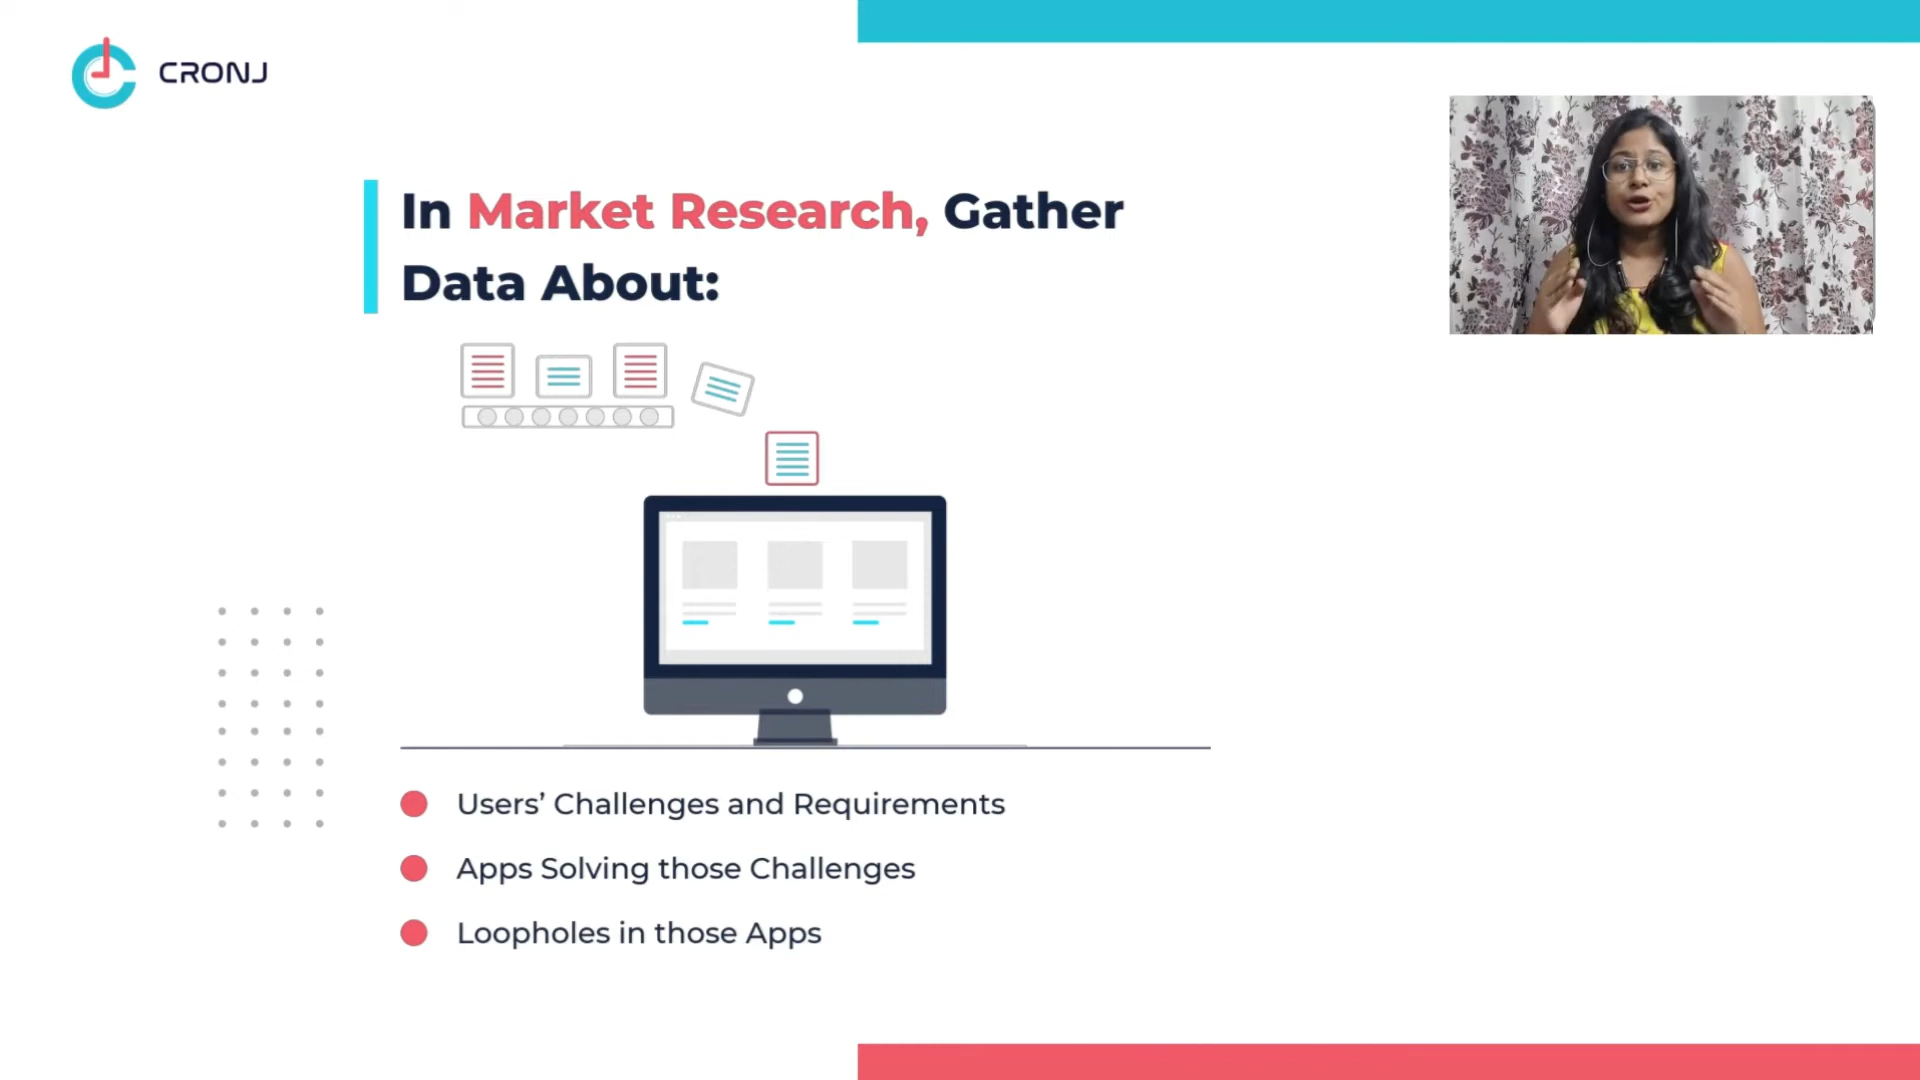 CRONJ
In Market Research, Gather
Data About:
Users’ Challenges and Requirements
Apps Solving those Challenges
Loopholes in those Apps